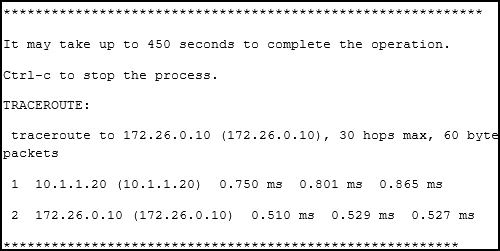 ************************************************************
It may take up to 450 seconds to complete the operation.
Ctrl-c to stop the process.
TRACEROUTE:
traceroute to 172.26.0.10 (172.26.0.10), 30 hops max, 60 byte
packets
1  10.1.1.20 (10.1.1.20)  0.750 ms  0.801 ms  0.865 ms
2  172.26.0.10 (172.26.0.10)  0.510 ms  0.529 ms  0.527 ms
*********************************************************